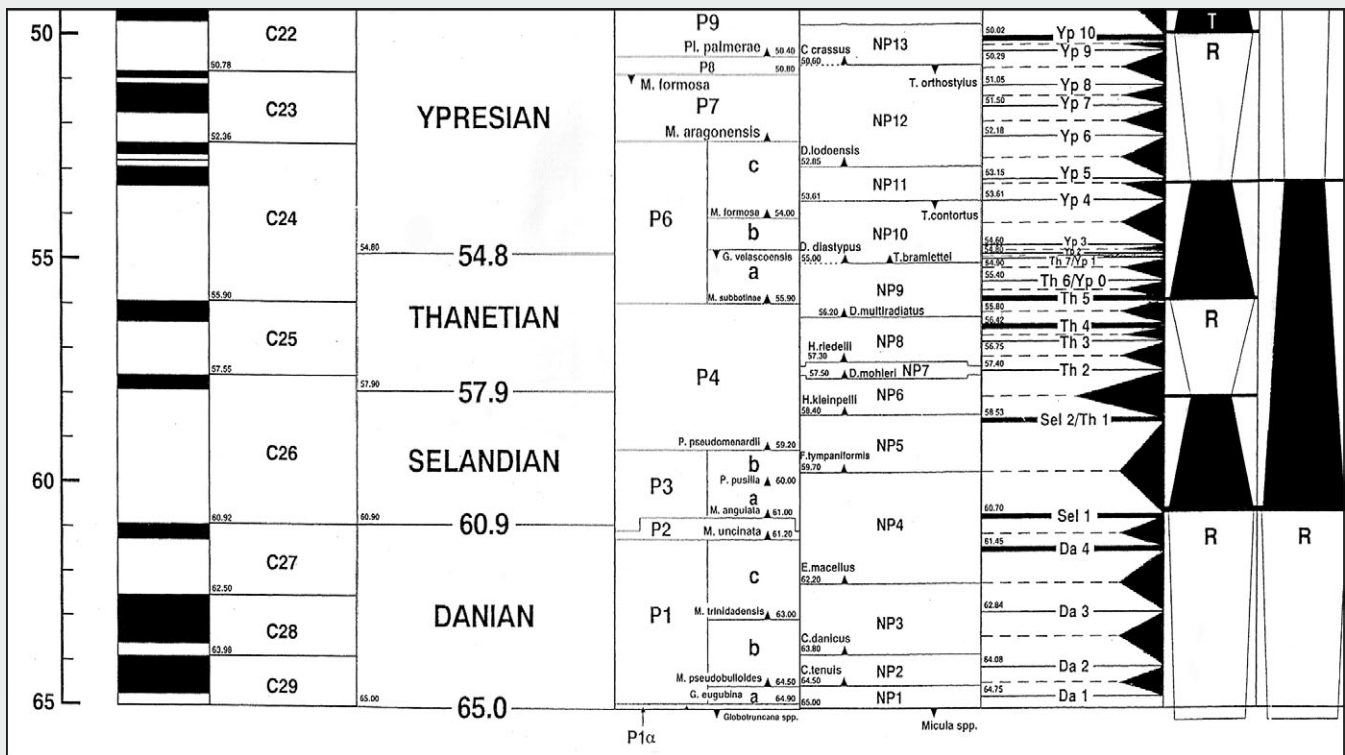 50
55
60
65
C22
50.78
C23
52.36
C24
55.90
C25
57.55
C26
60.92
C27
62.50
C28
63.98
C29
YPRESIAN
54.80
54.8
THANETIAN
57.90
57.9
SELANDIAN
60.90
60.9
DANIAN
65.00
65.0
P9
Pl. palmerae 50.40
P8 50.80
M. formosa
P7
M. aragonensis
c
P6
M. formosa 54.00
b
G. velascoensis
a
M. subbotinae 55.90
P4
P. pseudomenardii 59.20
b
P3
P. pusilla 60.00
a
M. angulata 61.00
P2
M. uncinata 61.20
c
P1
M. trinidadensis 63.00
b
M. pseudobulloides 64.50
G. eugubina a 64.90
Globotruncana spp.
P1α
C crassus
50.60
NP13
T. orthostylus
NP12
D.lodoensis
52.85
NP11
53.61
T.contortus
NP10
D. diastypus
55.00
T.bramlettei
NP9
56.20 D.multiradiatus
NP8
H.riedelli
57.30
57.50 D.mohleri NP7
NP6
H.kleinpelli
58.40
NP5
F.tympaniformis
59.70
NP4
E.macellus
62.20
NP3
C.danicus
63.80
NP2
C.tenuis
64.50
NP1
65.00
Micula spp.
50.02 Yp 10
Yp 9
50.29
51.05 Yp 8
51.50 Yp 7
52.18 Yp 6
53.15 Yp 5
53.61 Yp 4
54.60 Yp 3
54.80 Yp 2
54.90 Th 7/Yp 1
55.40 Th 6/Yp 0
Th 5
55.80
56.42 Th 4
Th 3
56.75
57.40 Th 2
58.53 Sel 2/Th 1
60.70 Sel 1
61.45 Da 4
62.84 Da 3
64.08 Da 2
64.75 Da 1
T
R
R
R
R